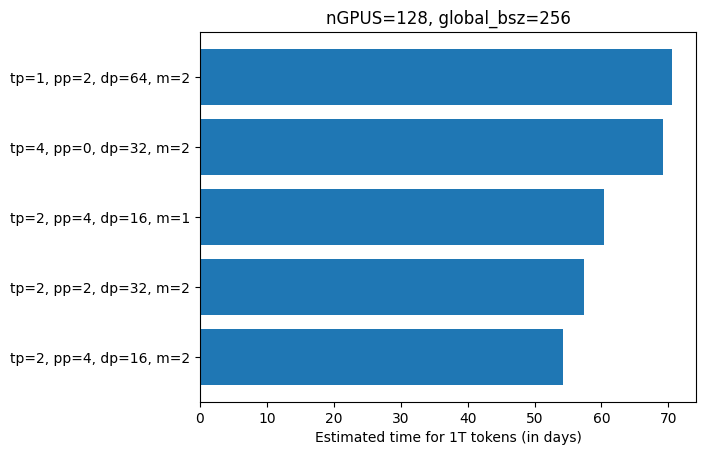 nGPUS=128, global_bsz=256
tp=1, pp=2, dp=64, m=2
tp=4, pp=0, dp=32, m=2
tp=2, pp=4, dp=16, m=1
tp=2, pp=2, dp=32, m=2
tp=2, pp=4, dp=16, m=2
0 10 20 30 40 50 60 70
Estimated time for 1T tokens (in days)